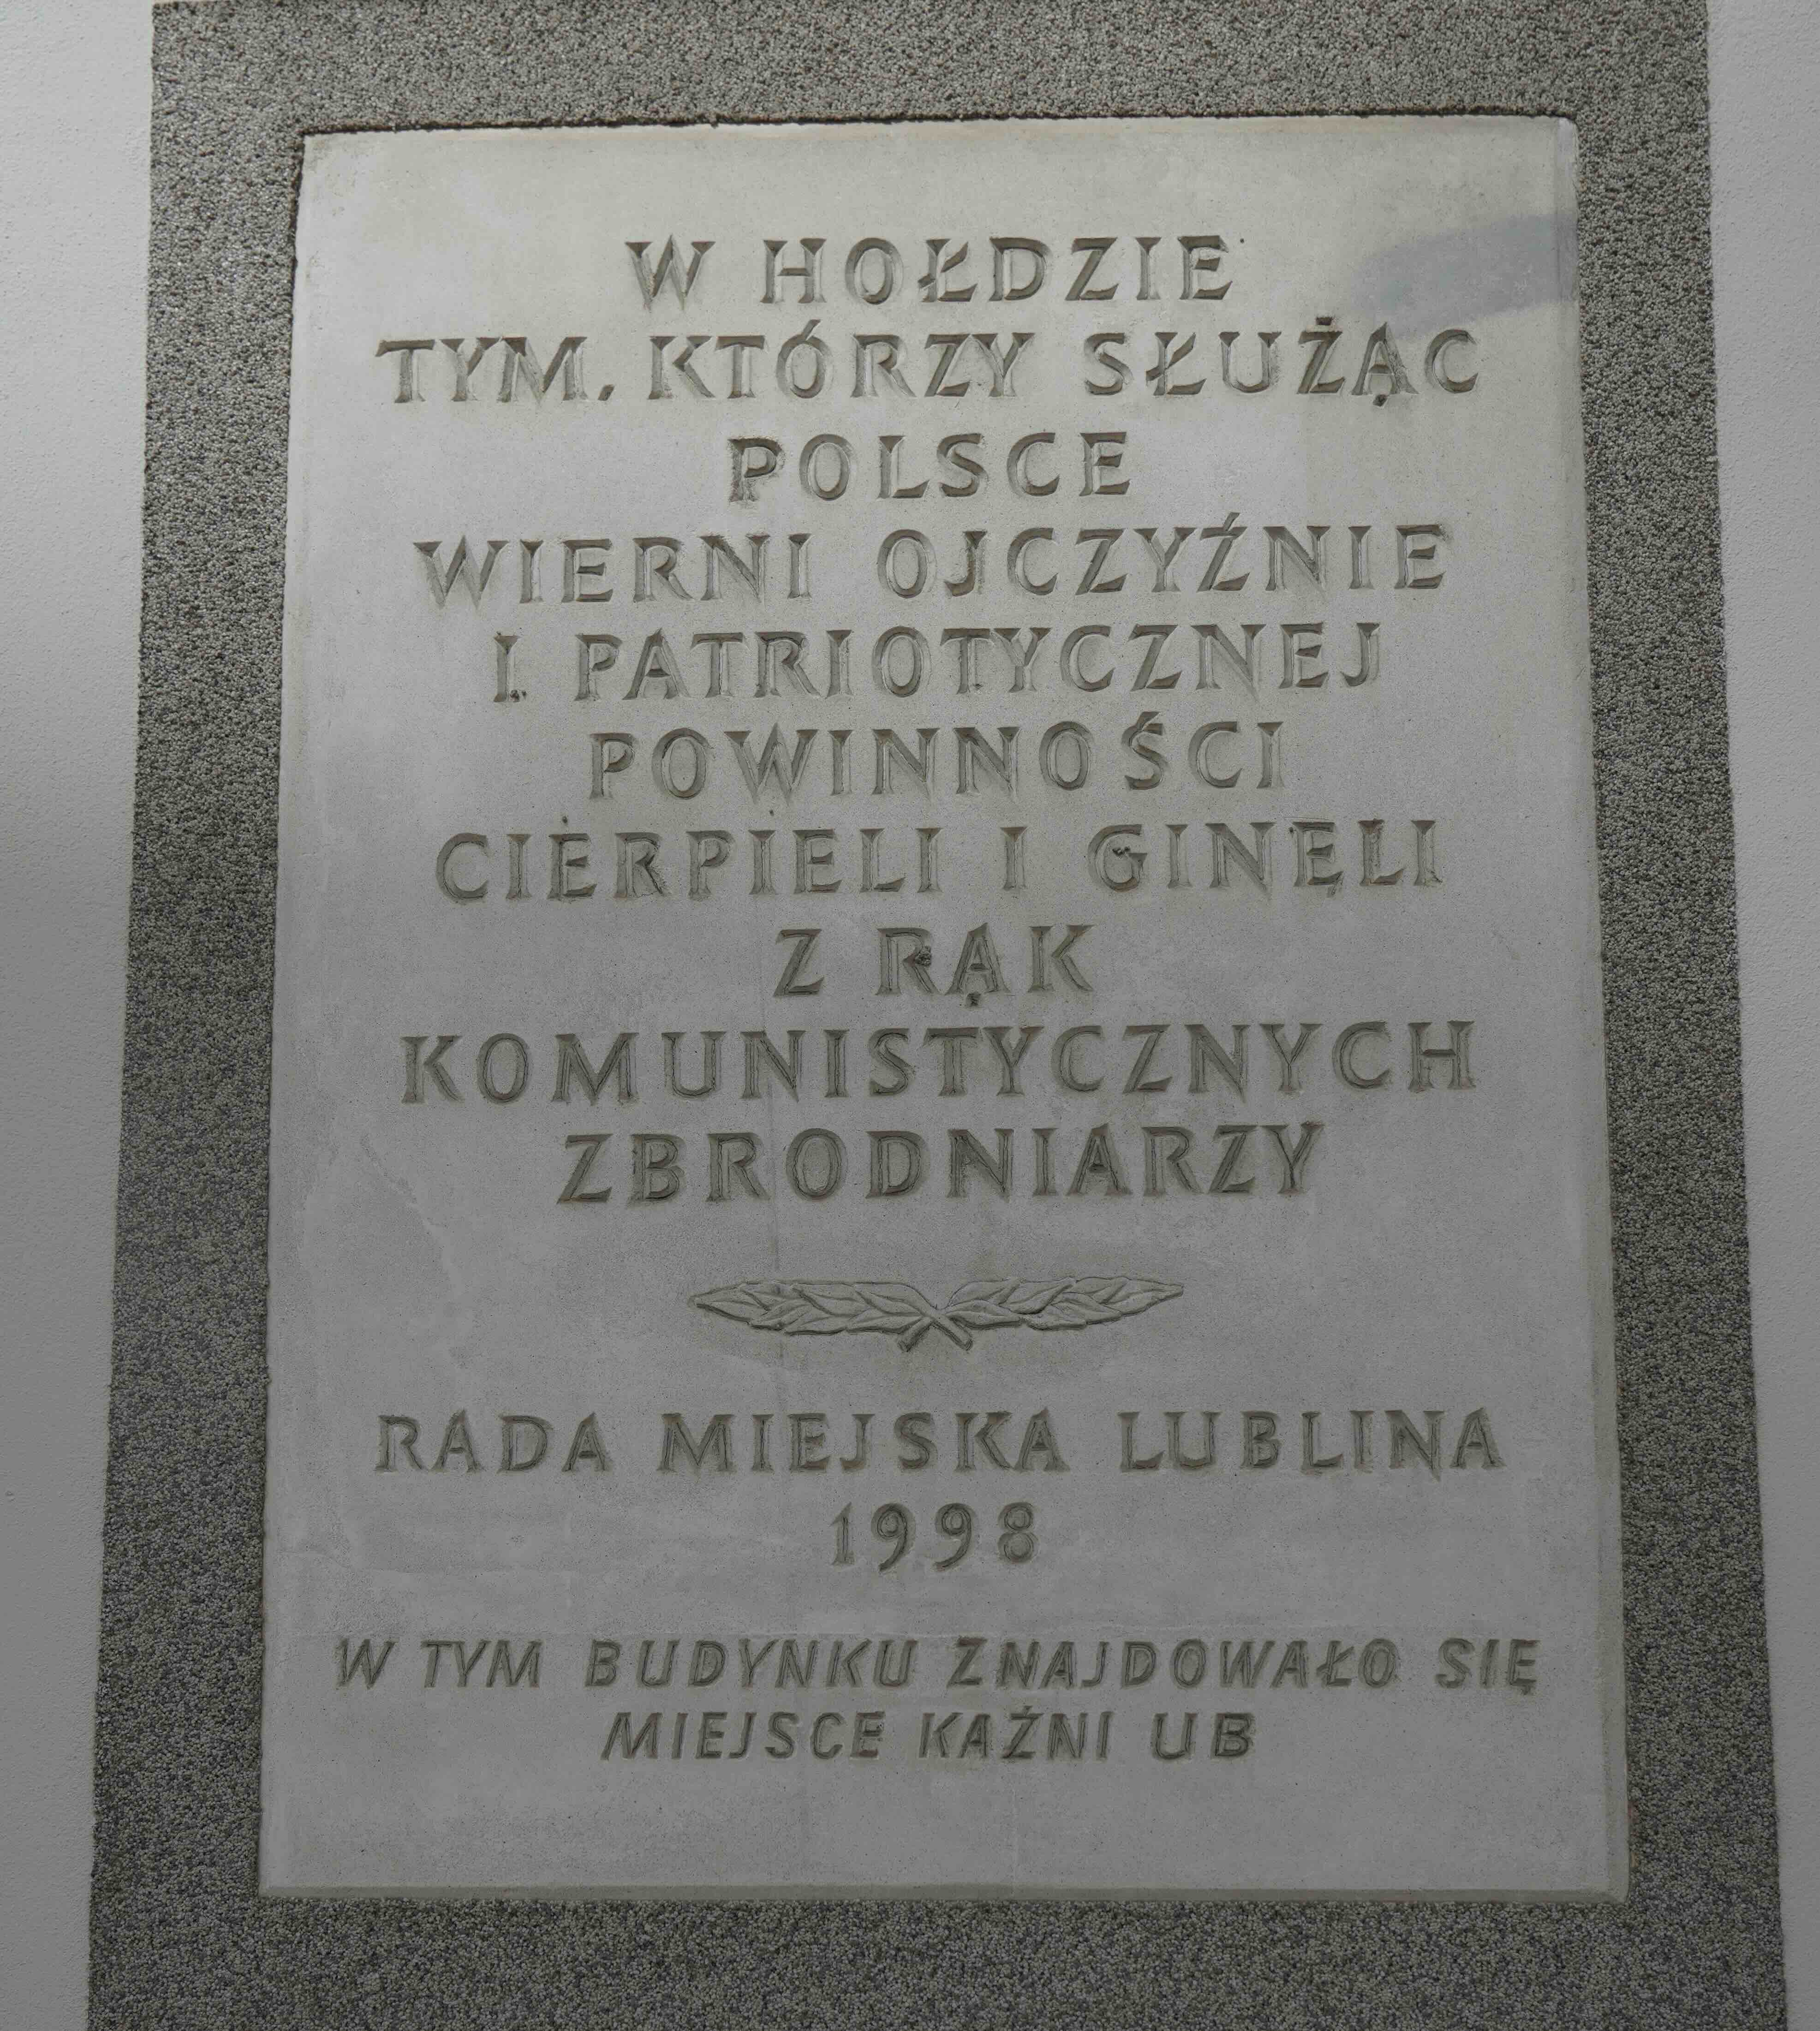 W HOŁDZIE
TYM, KTÓRZY SŁUŻĄC
POLSCE
WIERNI OJCZYŹNIE
I PATRIOTYCZNEJ
POWINNOŚCI
CIERPIELI I GINĘLI
Z RĄK
KOMUNISTYCZNYCH
ZBRODNIARZY
RADA MIEJSKA LUBLINA
1998
W TYM BUDYNKU ZNAJDOWAŁO SIĘ
MIEJSCE KAŹNI UB